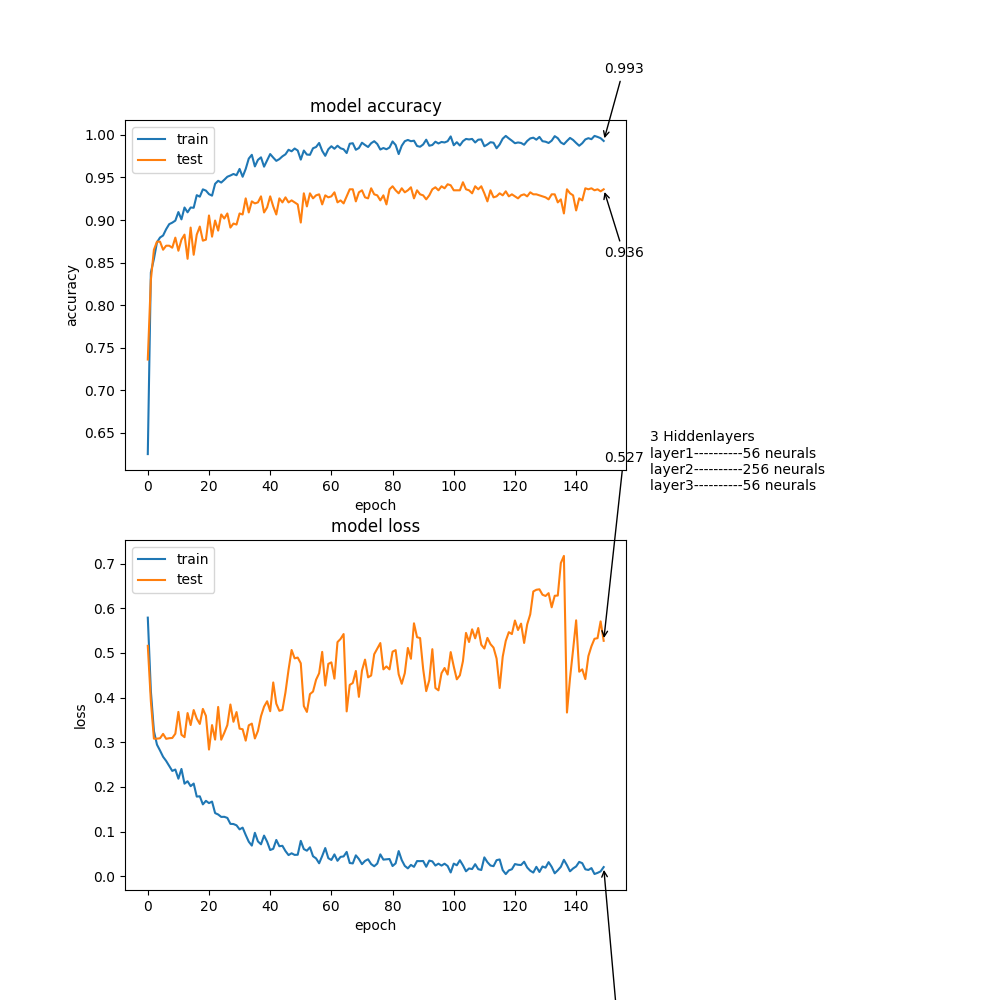 0.993
model accuracy
train
test
1.00
0.95
0.90
0.85
0.80
0.75
0.70
0.65
accuracy
0.936
0 20 40 60 80 100 120 140
epoch
3 Hiddenlayers
layer1----------56 neurals
layer2----------256 neurals
layer3----------56 neurals
0.527
model loss
train
test
0.7
0.6
0.5
0.4
0.3
0.2
0.1
0.0
loss
0 20 40 60 80 100 120 140
epoch